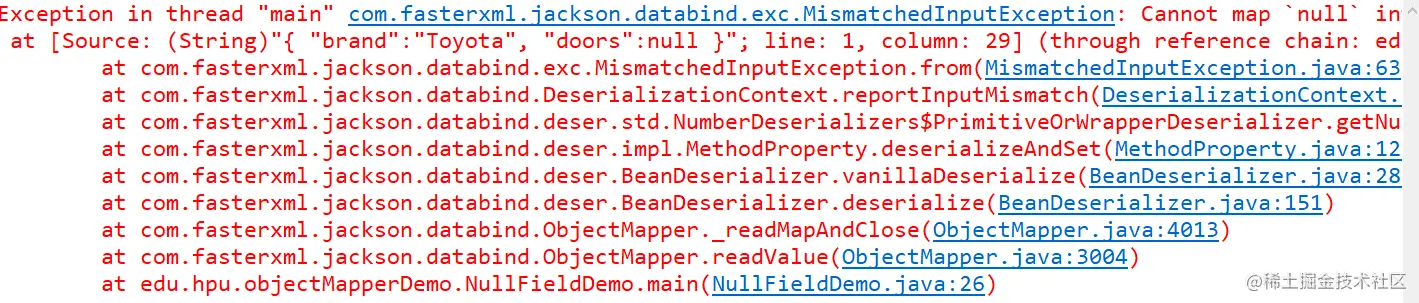 Exception in thread "main" com.fasterxml.jackson.databind.exc.MismatchedInputException: Cannot map `null` in
at [Source: (String)"{ "brand":"Toyota", "doors":null }"; line: 1, column: 29] (through reference chain: ed
at com.fasterxml.jackson.databind.exc.MismatchedInputException.from(MismatchedInputException.java:63
at com.fasterxml.jackson.databind.DeserializationContext.reportInputMismatch(DeserializationContext.
at com.fasterxml.jackson.databind.deser.std.NumberDeserializers$PrimitiveOrWrapperDeserializer.getNu
at com.fasterxml.jackson.databind.deser.impl.MethodProperty.deserializeAndSet(MethodProperty.java:12
at com.fasterxml.jackson.databind.deser.BeanDeserializer.vanillaDeserialize(BeanDeserializer.java:28
at com.fasterxml.jackson.databind.deser.BeanDeserializer.deserialize(BeanDeserializer.java:151)
at com.fasterxml.jackson.databind.ObjectMapper._readMapAndClose(ObjectMapper.java:4013)
at com.fasterxml.jackson.databind.ObjectMapper.readValue(ObjectMapper.java:3004)
at edu.hpu.objectMapperDemo.NullFieldDemo.main(NullFieldDemo.java:26)
@稀土掘金技术社区